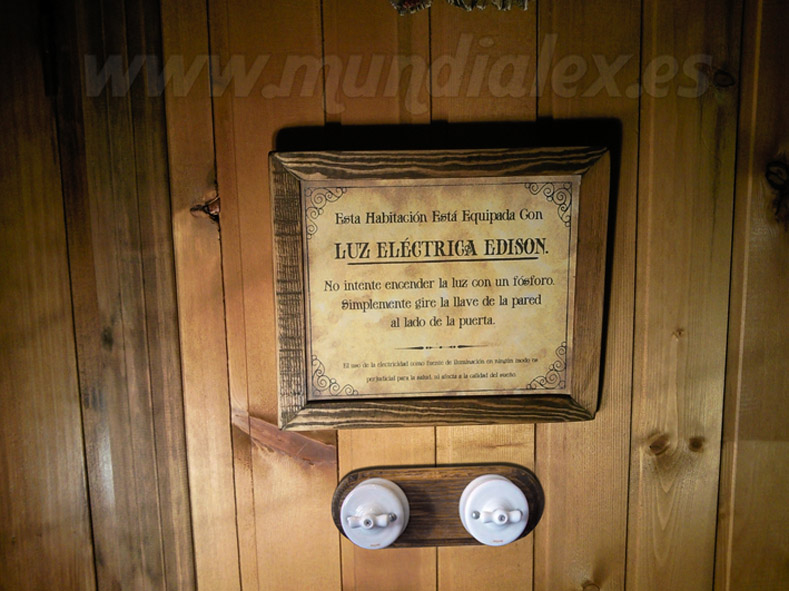 www.mundialex.es
Esta Habitación Está Equipada Con
LUZ ELÉCTRICA EDISON.
No intente encender la luz con un fósforo.
Simplemente gire la llave de la pared
al lado de la puerta.
El uso de la electricidad como fuente de iluminación en ningún modo es
perjudicial para la salud, ni afecta a la calidad del sueño.